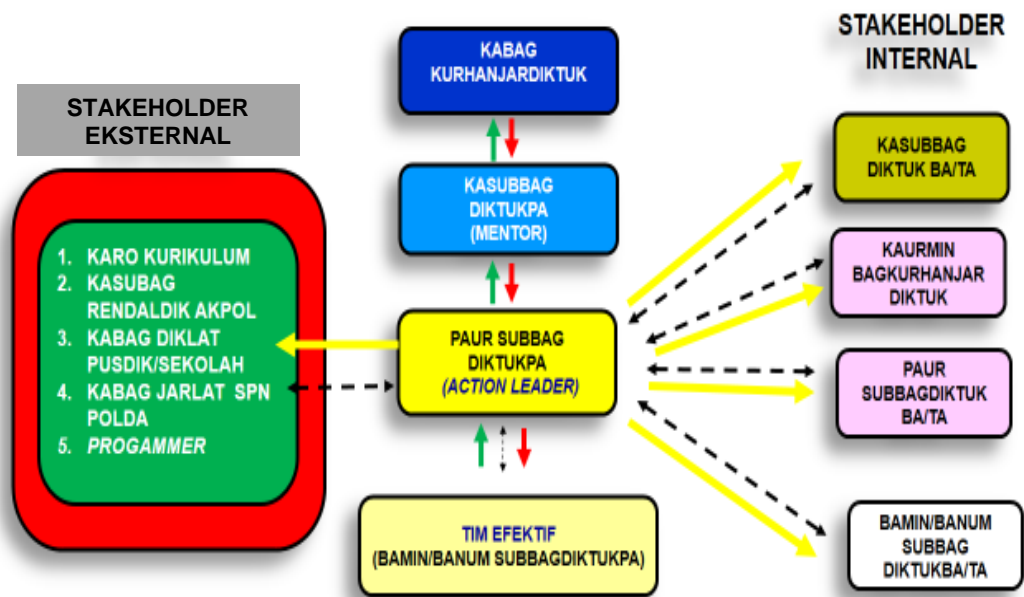 STAKEHOLDER
EKSTERNAL
1. KARO KURIKULUM
2. KASUBAG
RENDALDIK AKPOL
3. KABAG DIKLAT
PUSDIK/SEKOLAH
4. KABAG JARLAT SPN
POLDA
5. PROGAMMER
KABAG
KURHANJARDIKTUK
KASUBBAG
DIKTUKPA
(MENTOR)
PAUR SUBBAG
DIKTUKPA
(ACTION LEADER)
TIM EFEKTIF
(BAMIN/BANUM SUBBAGDIKTUKPA)
STAKEHOLDER
INTERNAL
KASUBBAG
DIKTUK BA/TA
KAURMIN
BAGKURHANJAR
DIKTUK
PAUR
SUBBAGDIKTUK
BA/TA
BAMIN/BANUM
SUBBAG
DIKTUKBA/TA